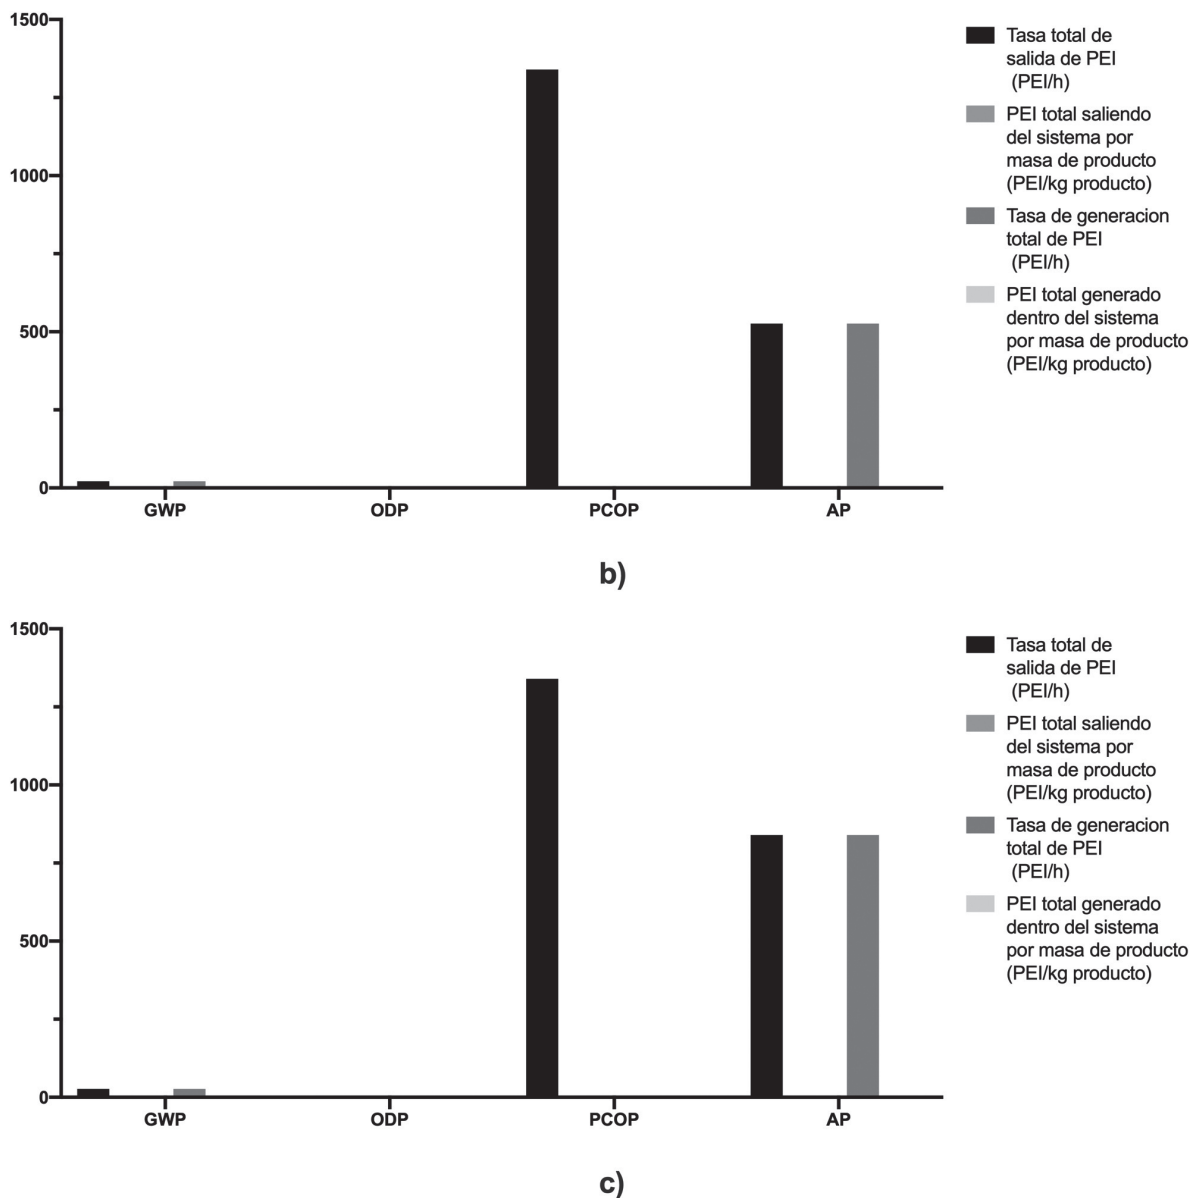 1500
1000
500
0
GWP
ODP
PCOP
AP
Tasa total de
salida de PEI
(PEI/h)
PEI total saliendo
del sistema por
masa de producto
(PEI/kg producto)
Tasa de generacion
total de PEI
(PEI/h)
PEI total generado
dentro del sistema
por masa de producto
(PEI/kg producto)
b)
1500
1000
500
0
GWP
ODP
PCOP
AP
Tasa total de
salida de PEI
(PEI/h)
PEI total saliendo
del sistema por
masa de producto
(PEI/kg producto)
Tasa de generacion
total de PEI
(PEI/h)
PEI total generado
dentro del sistema
por masa de producto
(PEI/kg producto)
c)